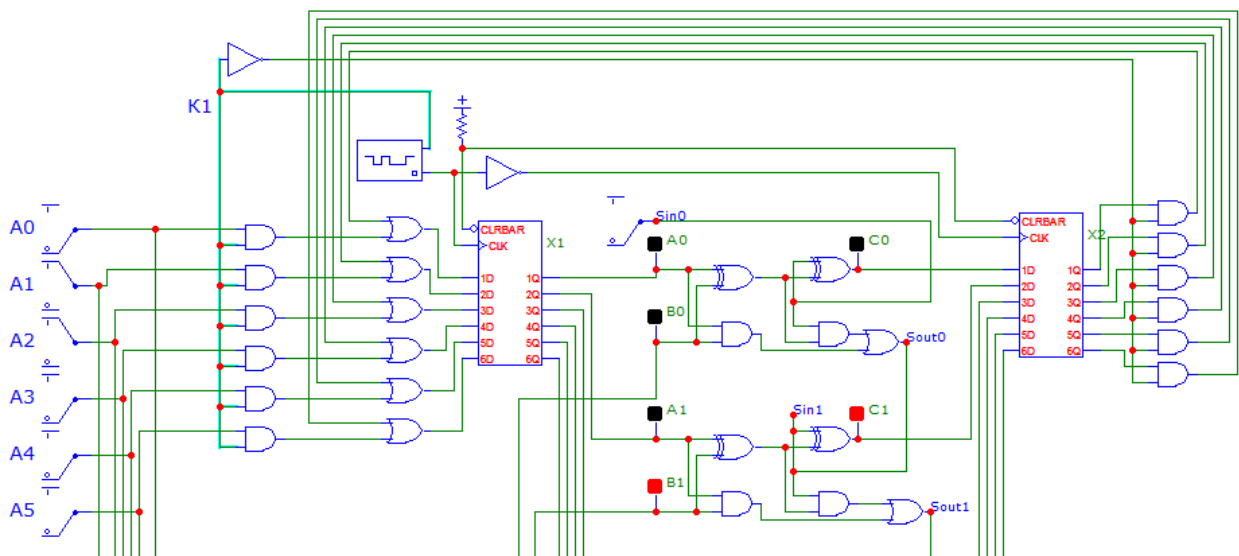 K1
A0
A1
A2
A3
A4
A5
CLRBAR
CLK
X1
1D 1Q
2D 2Q
3D 3Q
4D 4Q
5D 5Q
6D 6Q
Sin0
A0
C0
B0
Sout0
A1
Sin1
C1
B1
Sout1
CLRBAR
CLK
X2
1D 1Q
2D 2Q
3D 3Q
4D 4Q
5D 5Q
6D 6Q